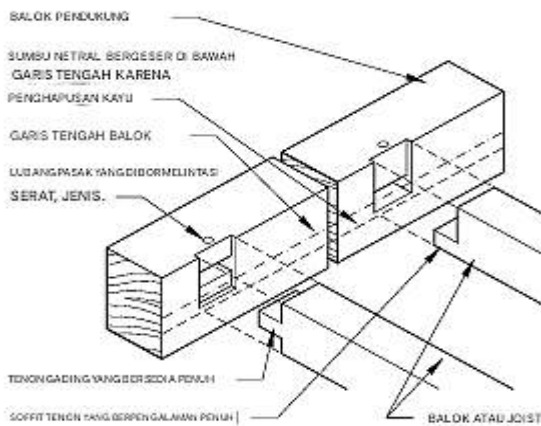 BALOK PENDUKUNG
SUMBU NETRAL BERGESER DI BAWAH
GARIS TENGAH KARENA
PENGHAPUSAN KAYU
GARIS TENGAH BALOK
LUBANG PASAK YANG DIBOR MELINTASI
SERAT, JENIS.
TENON GADING YANG BERSEDIA PENUH
SOFFIT TENON YANG BERPENGALAMAN PENUH
BALOK ATAU JOIST